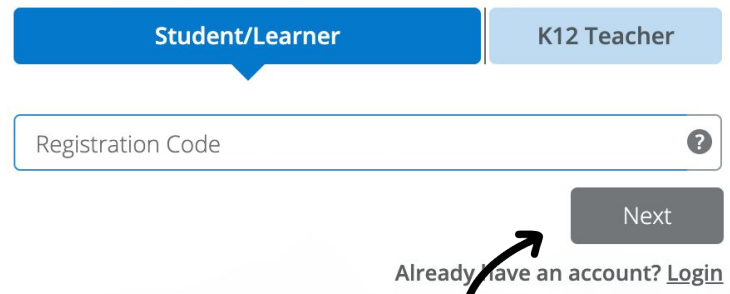 Student/Learner K12 Teacher
Registration Code ?
Next
Already have an account? Login